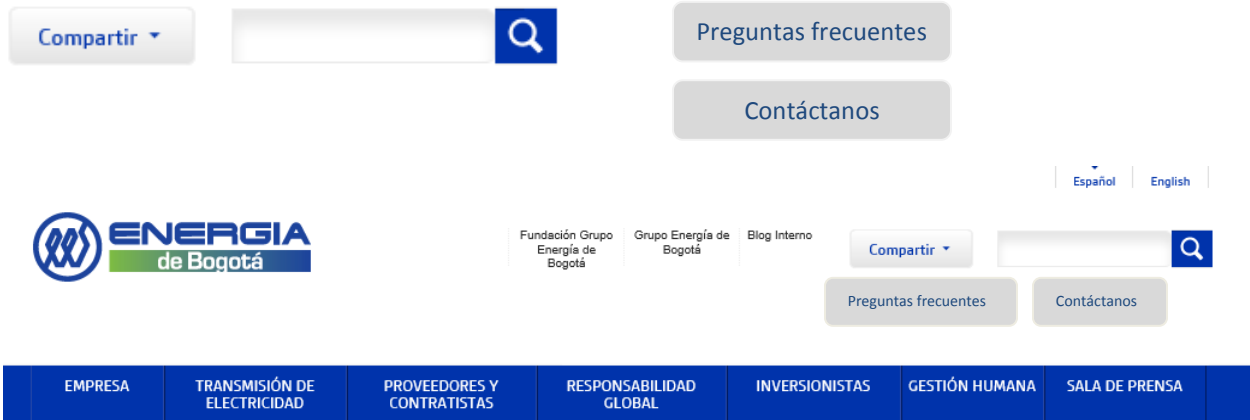 Compartir
Preguntas frecuentes
Contáctanos
Español English
ENERGIA
de Bogotá
Fundación Grupo
Energía de
Bogotá
Grupo Energía de
Bogotá
Blog Interno
Compartir
Preguntas frecuentes
Contáctanos
EMPRESA
TRANSMISIÓN DE
ELECTRICIDAD
PROVEEDORES Y
CONTRATISTAS
RESPONSABILIDAD
GLOBAL
INVERSIONISTAS
GESTIÓN HUMANA
SALA DE PRENSA